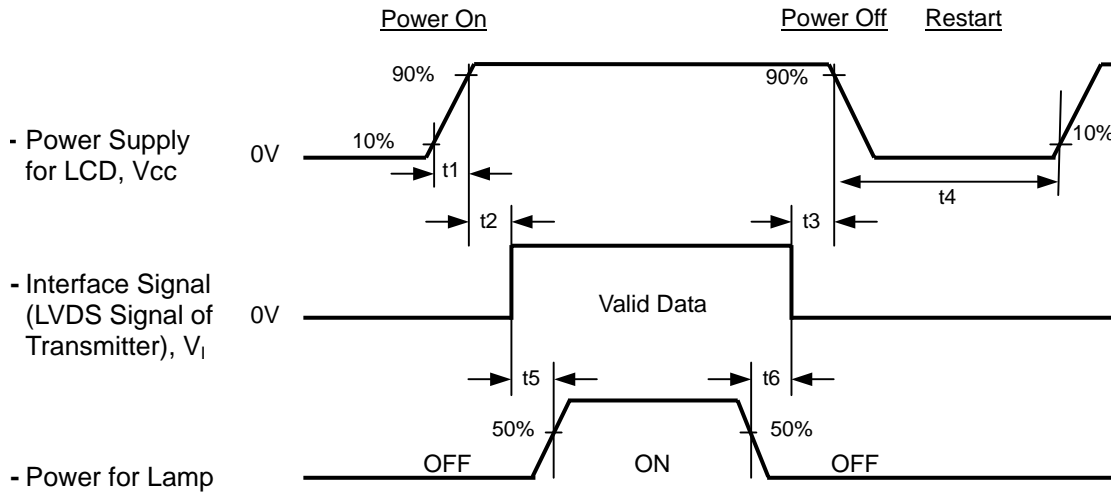 Power On
Power Off
Restart
90%
90%
- Power Supply
for LCD, Vcc
0V
10%
10%
t1
t4
t2
t3
- Interface Signal
(LVDS Signal of
Transmitter), VI
0V
Valid Data
t5
t6
50%
50%
- Power for Lamp
OFF
ON
OFF